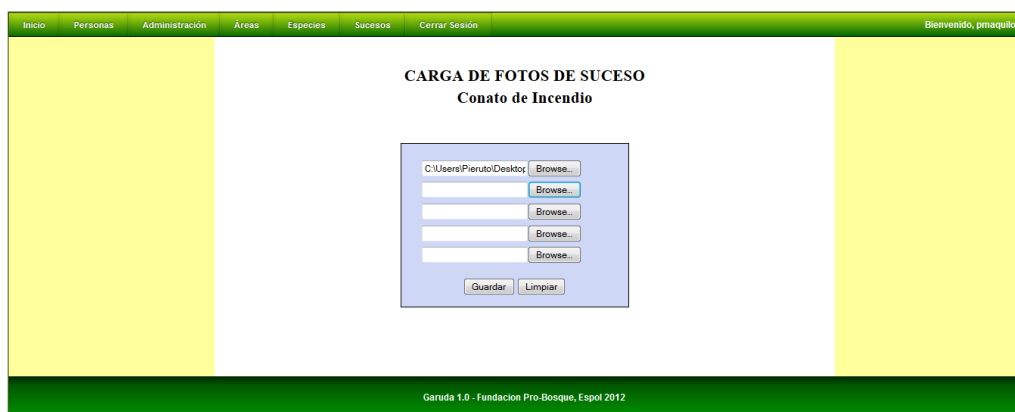 Inicio Personas Administración Áreas Especies Sucesos Cerrar Sesión Bienvenido, pmaquilo
CARGA DE FOTOS DE SUCESO
Conato de Incendio
C:\Users\Pieruto\Desktop Browse...
Browse...
Browse...
Browse...
Browse...
Guardar Limpiar
Garuda 1.0 - Fundacion Pro-Bosque, Espol 2012